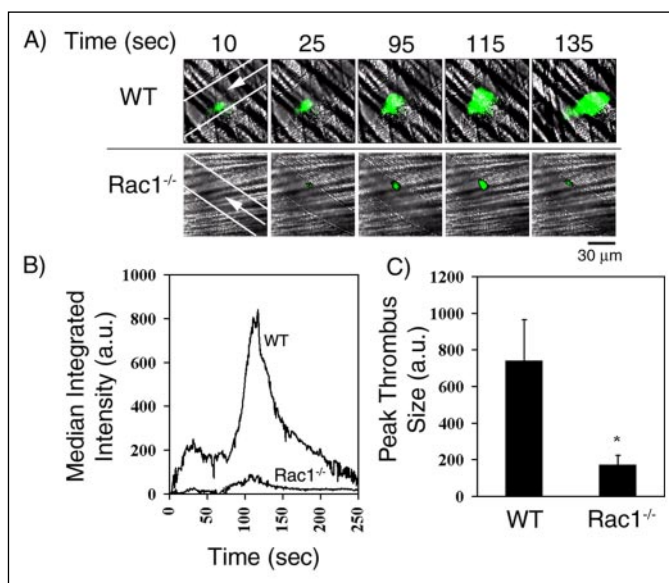 A) Time (sec) 10 25 95 115 135
WT
Rac1-/-
30 µm
B)
Median Integrated
Intensity (a.u.)
1000
800
600
400
200
0
WT
Rac1-/-
0 50 100 150 200 250
Time (sec)
C)
Peak Thrombus
Size (a.u.)
1200
1000
800
600
400
200
0
*
WT Rac1-/-